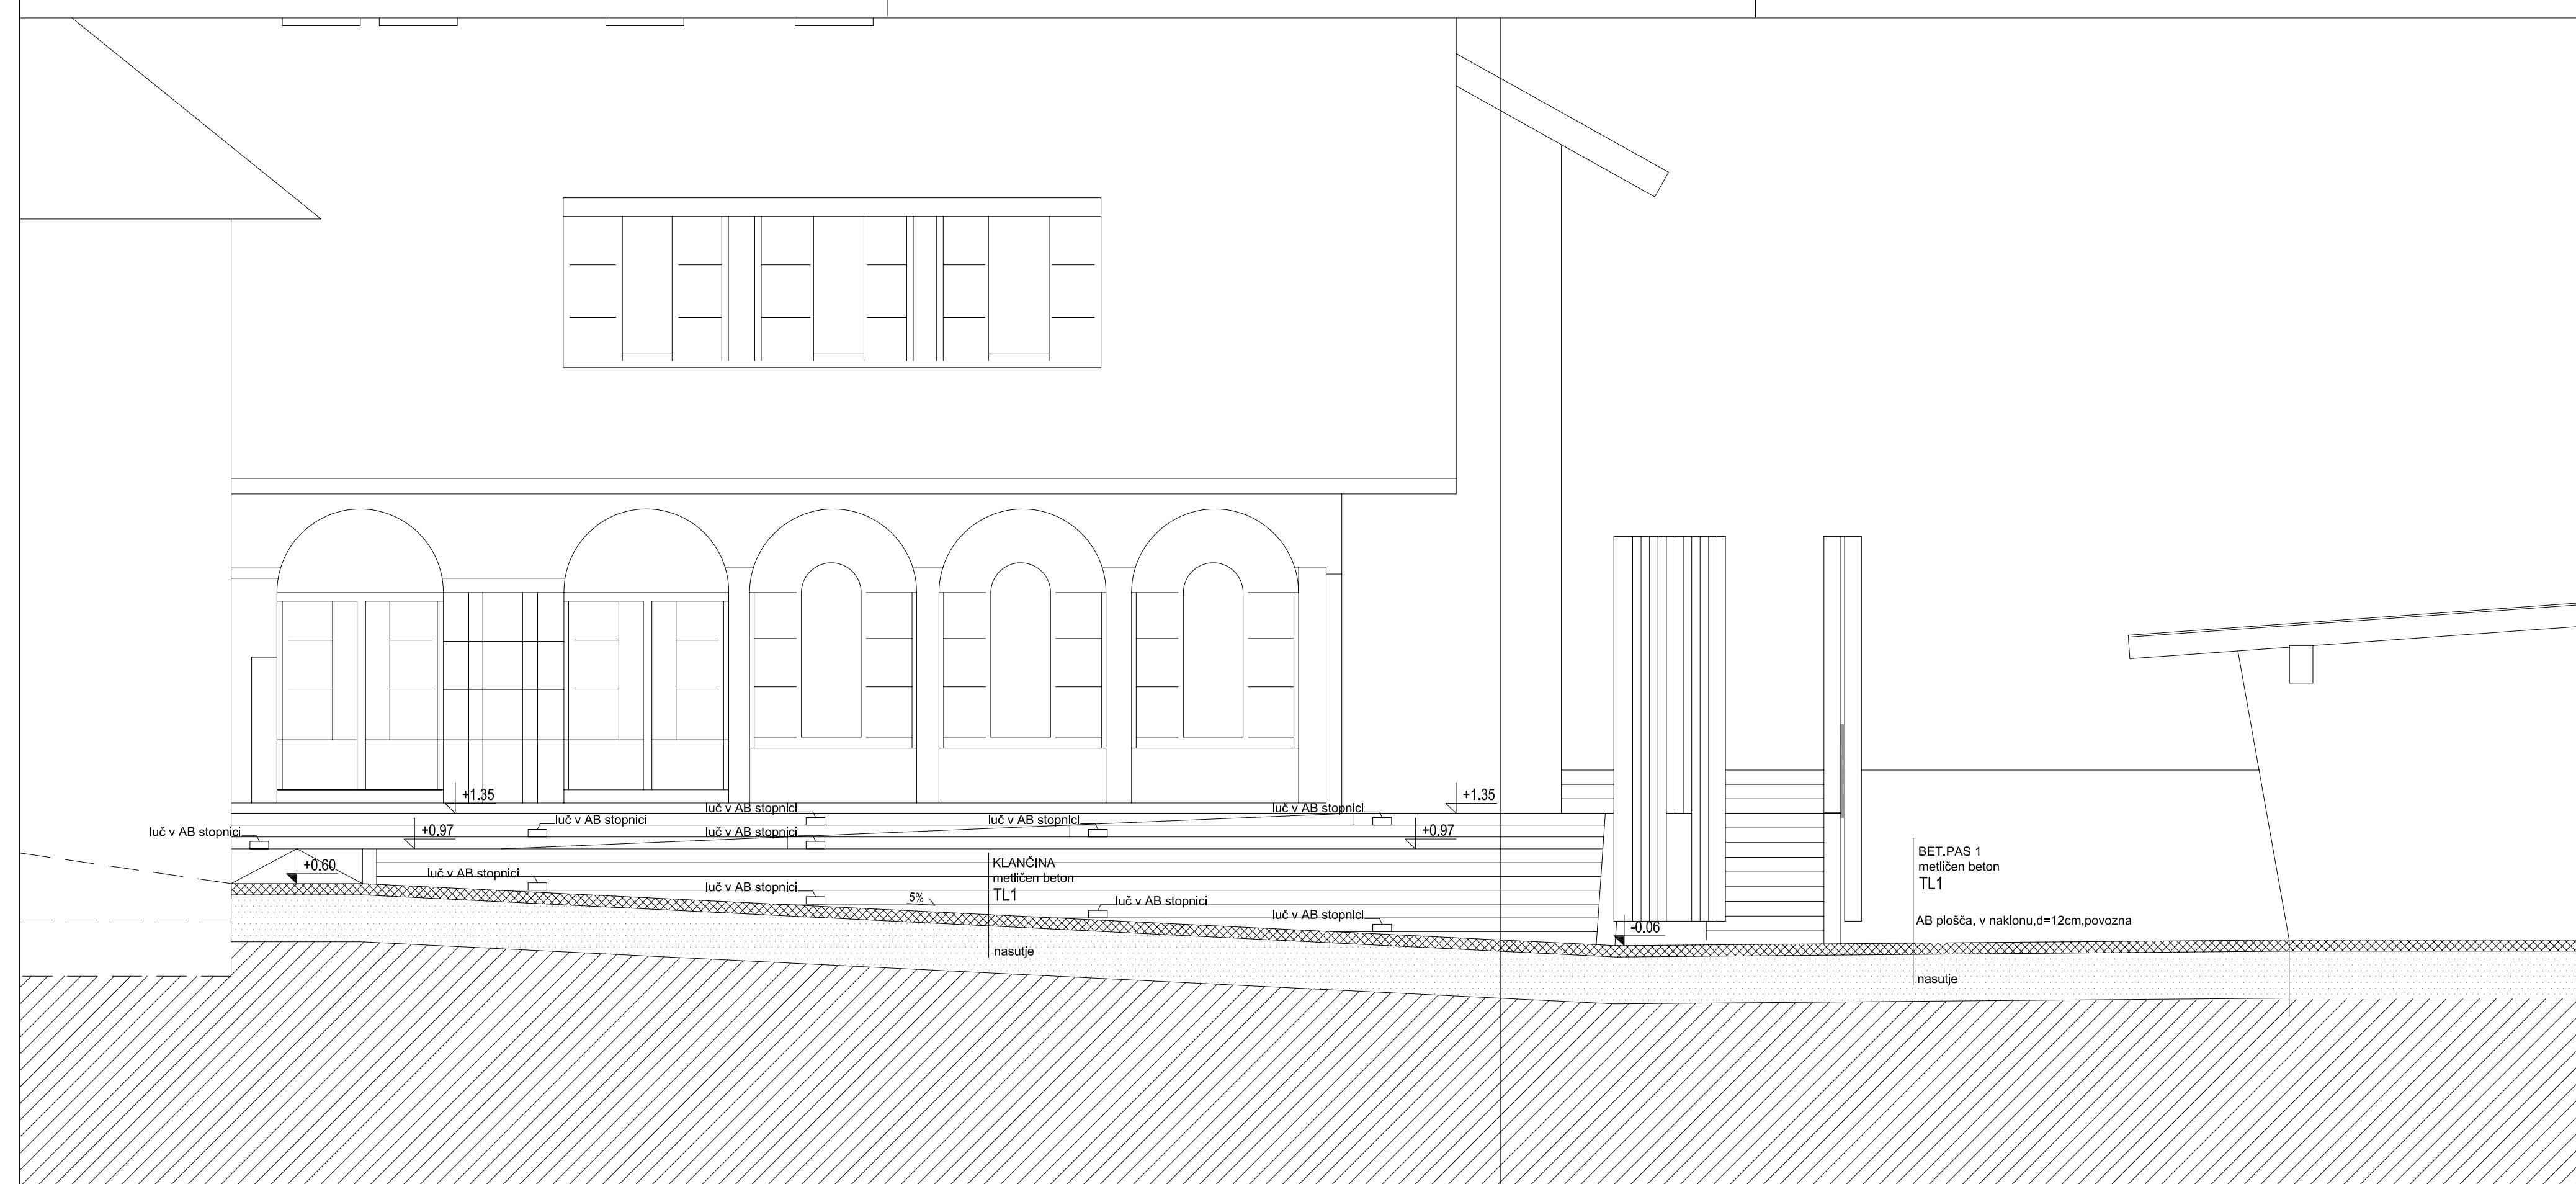 +1.35
+1.35
luč v AB stopnici
luč v AB stopnici
luč v AB stopnici
luč v AB stopnici
luč v AB stopnici
luč v AB stopnici
+0.97
+0.97
+0.60
luč v AB stopnici
luč v AB stopnici
luč v AB stopnici
luč v AB stopnici
5%
KLANČINA
metličen beton
TL1
nasutje
-0.06
BET.PAS 1
metličen beton
TL1
AB plošča, v naklonu,d=12cm,povozna
nasutje